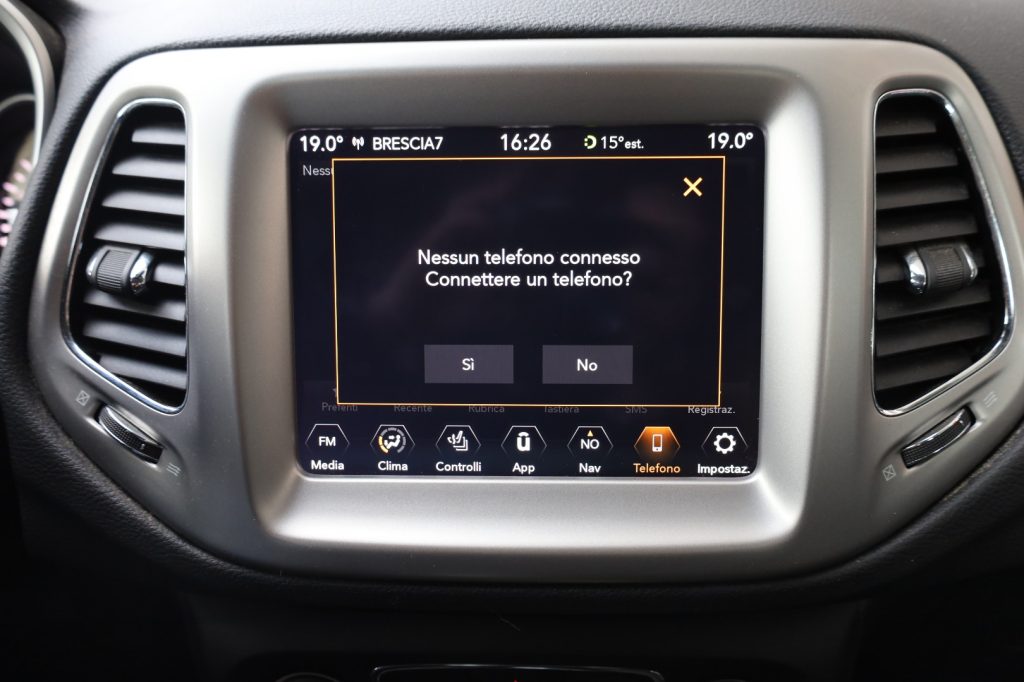 19.0° BRESCIA7 16:26 15°est. 19.0°
Nessu
Nessun telefono connesso
Connettere un telefono?
Sì No
Preferiti Recente Rubrica Tastiera SMS Registraz.
FM NO
Media Clima Controlli App Nav Telefono Impostaz.